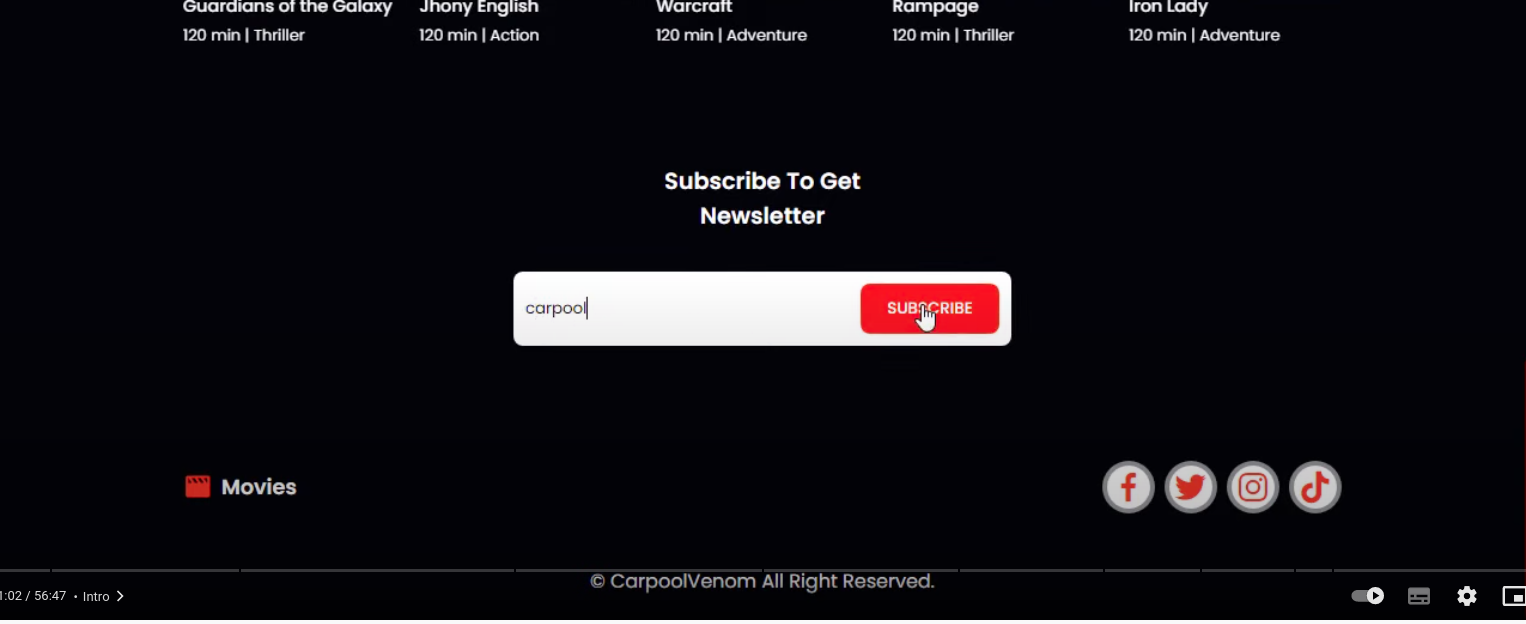 Guardians of the Galaxy Jhony English Warcraft Rampage Iron Lady
120 min | Thriller 120 min | Action 120 min | Adventure 120 min | Thriller 120 min | Adventure
Subscribe To Get
Newsletter
carpool SUBSCRIBE
Movies
© CarpoolVenom All Right Reserved.
1:02 / 56:47 • Intro